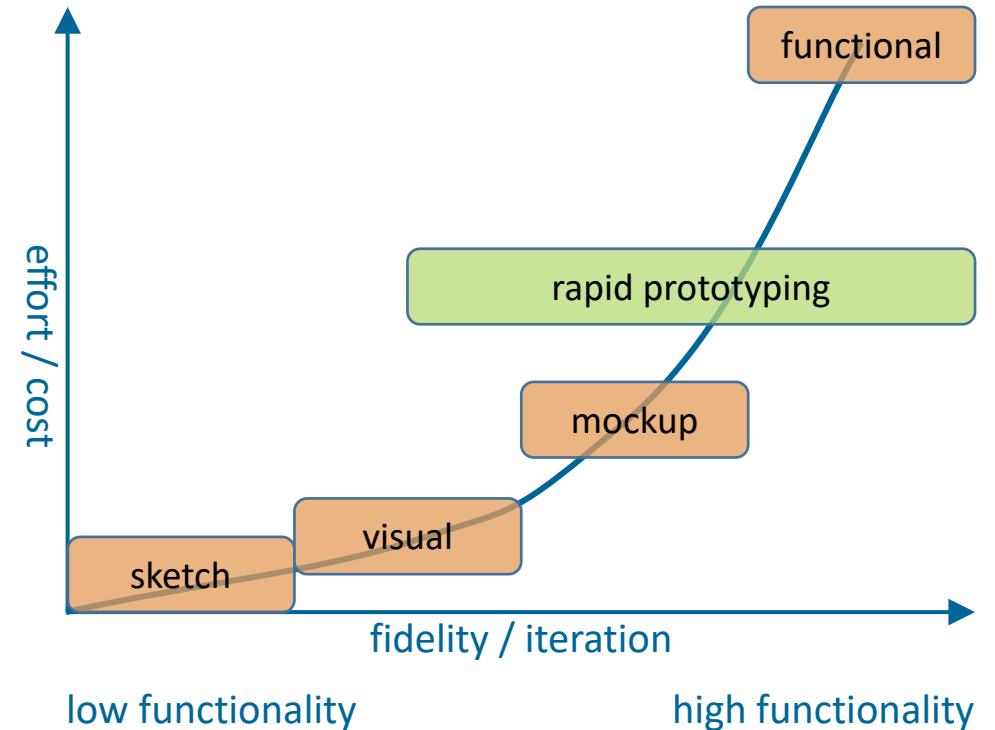 functional
rapid prototyping
mockup
visual
sketch
effort / cost
fidelity / iteration
low functionality
high functionality